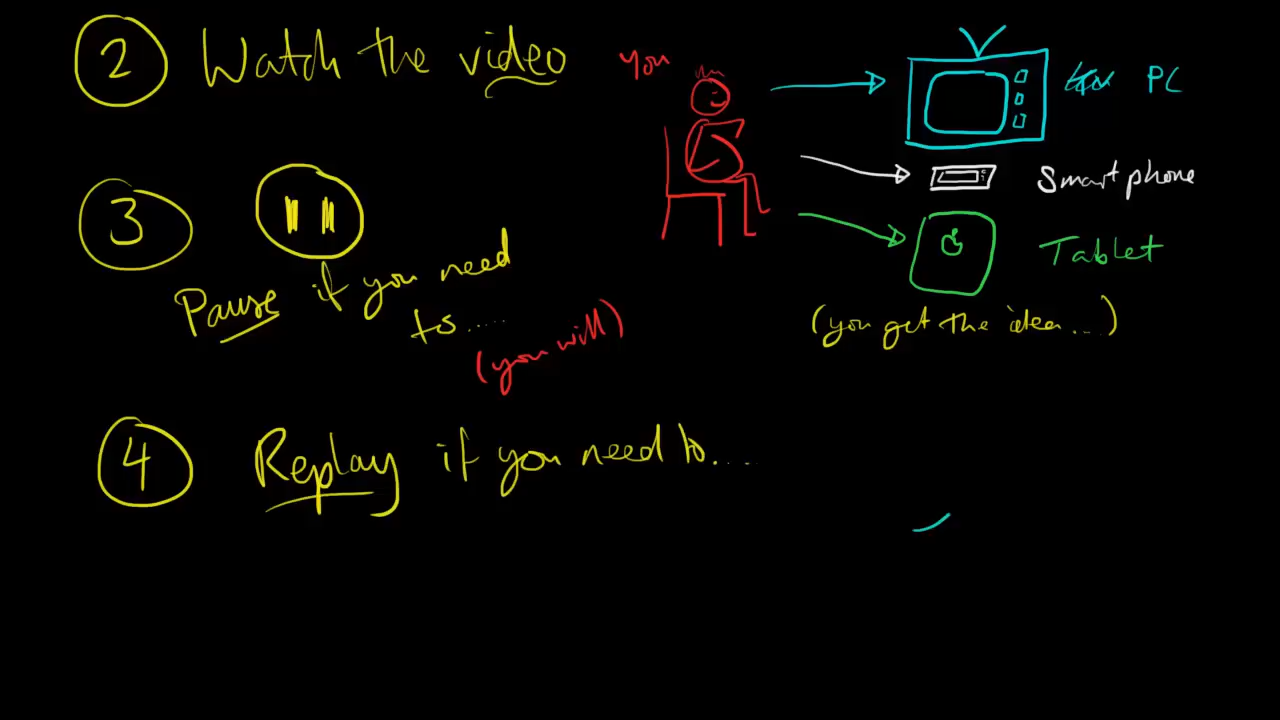 2 Watch the video
you
PC
Smartphone
Tablet
(you get the idea...)
3
Pause if you need
to.....
(you will)
4 Replay if you need to....